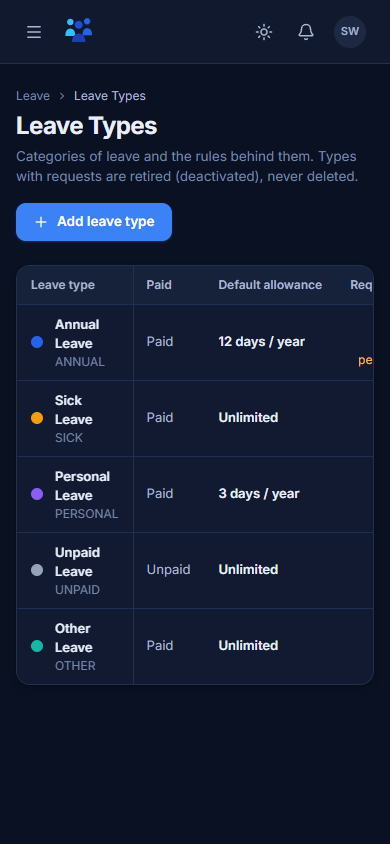 SW
Leave > Leave Types
Leave Types
Categories of leave and the rules behind them. Types
with requests are retired (deactivated), never deleted.
+ Add leave type
Leave type Paid Default allowance Req
Annual
Leave
ANNUAL
Paid 12 days / year
pe
Sick
Leave
SICK
Paid Unlimited
Personal
Leave
PERSONAL
Paid 3 days / year
Unpaid
Leave
UNPAID
Unpaid Unlimited
Other
Leave
OTHER
Paid Unlimited